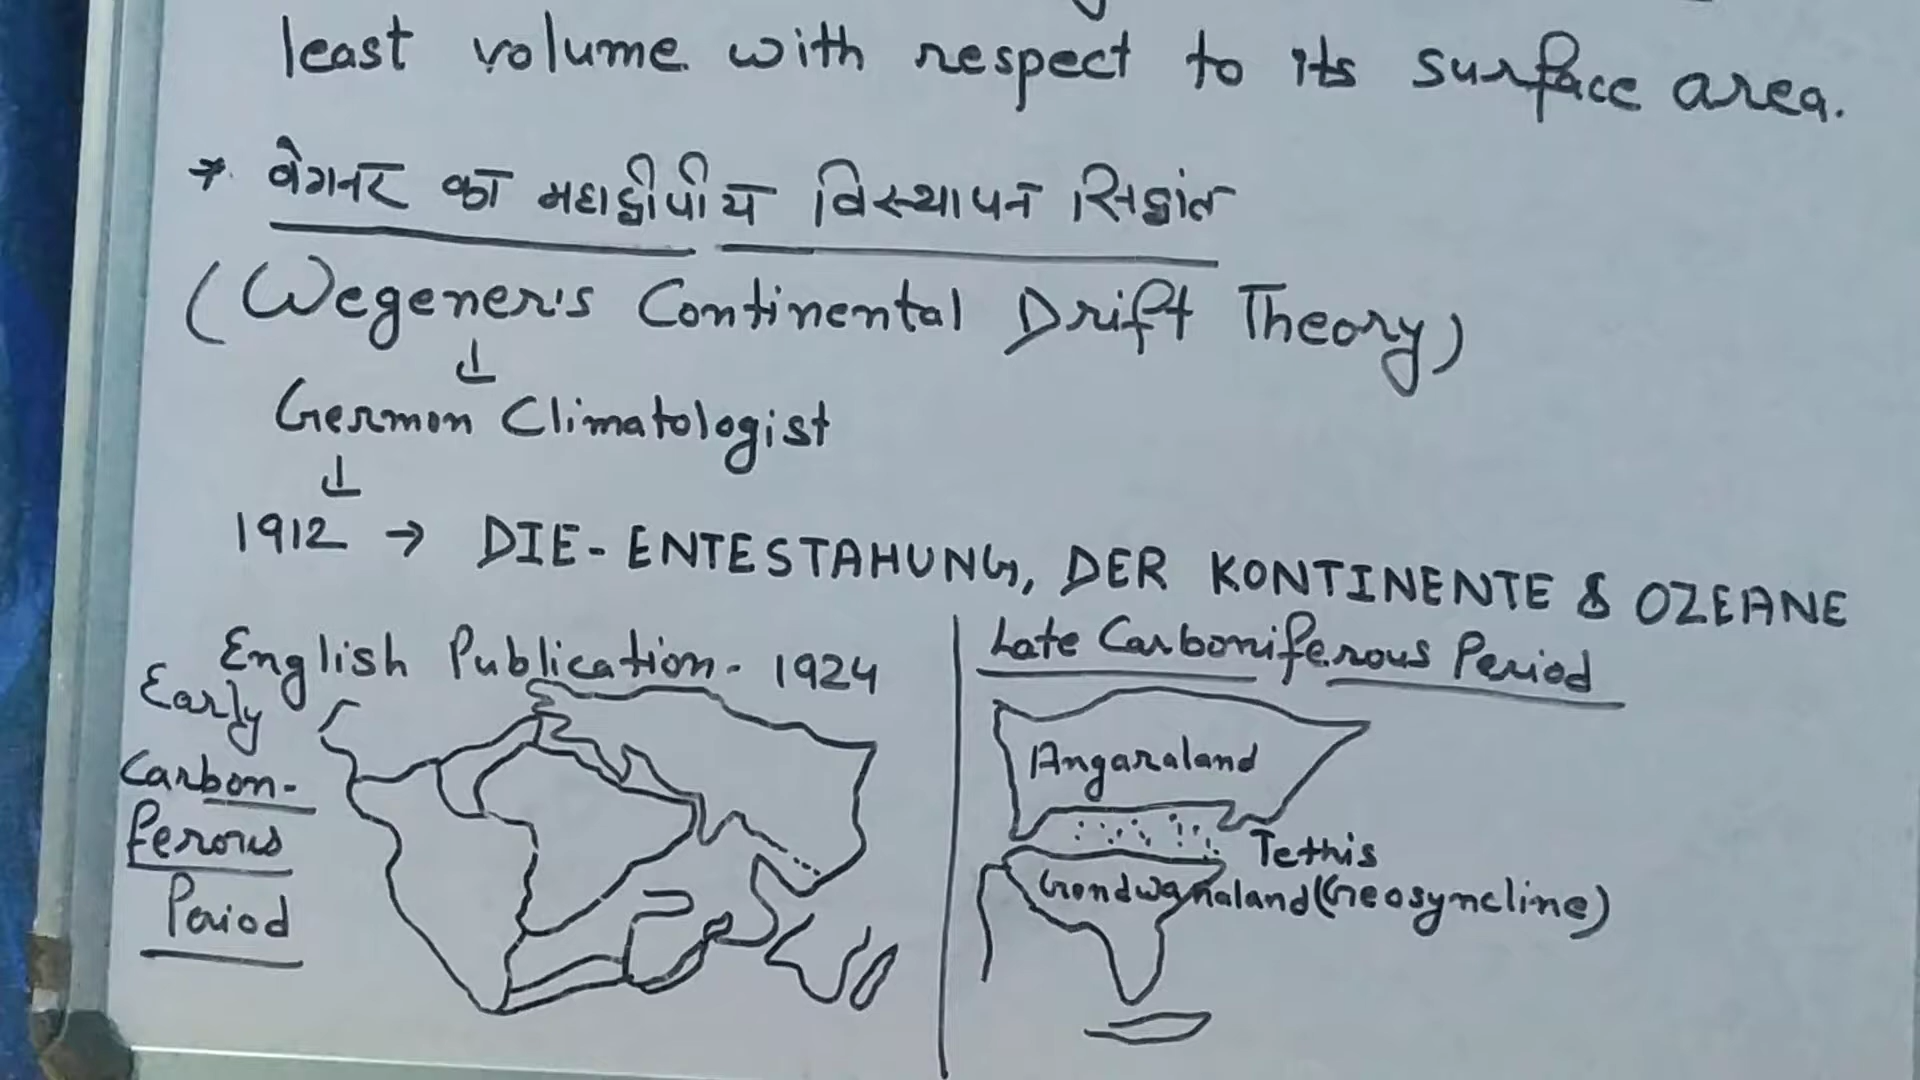 least volume with respect to its surface area.
* वेगनर का महाद्वीपीय विस्थापन सिद्धांत
(Wegener's Continental Drift Theory)
↓
German Climatologist
↓
1912 → DIE-ENTESTAHUNG, DER KONTINENTE & OZEANE
English Publication - 1924
Early
Carbon-
ferous
Period
Late Carboniferous Period
Angaraland
Tethis
Gondwanaland (Geosyncline)